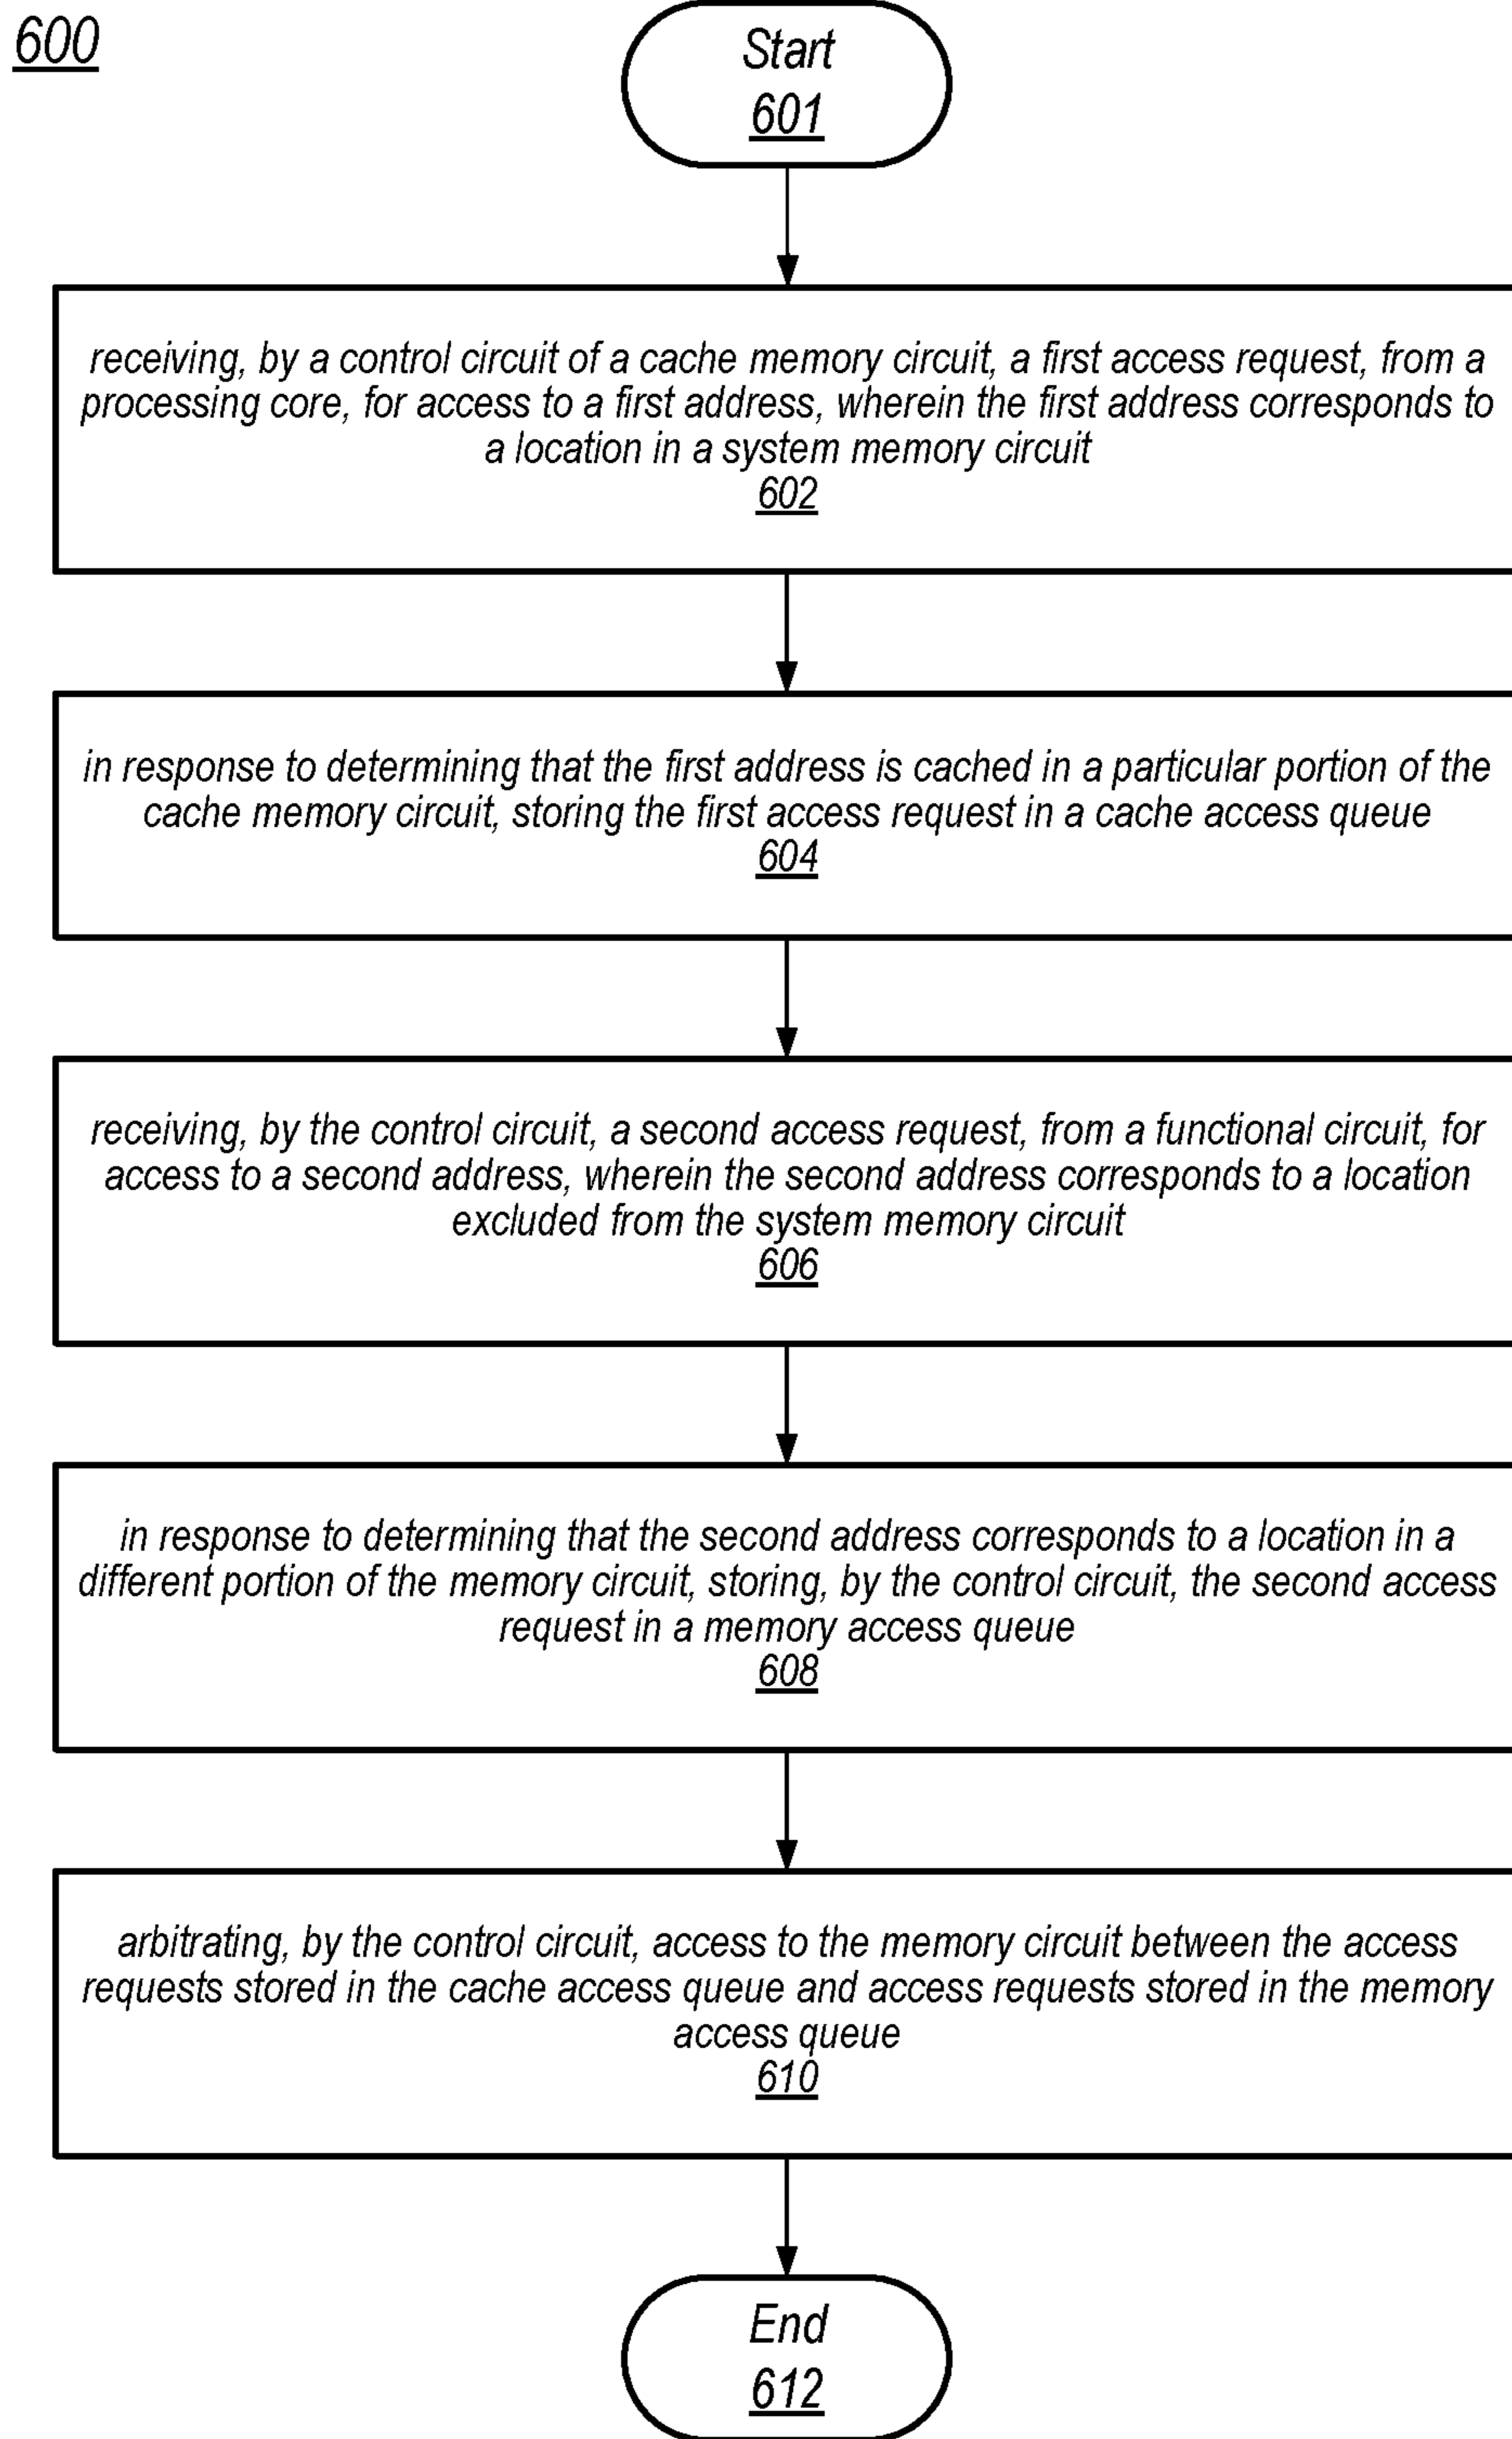 600
Start
601
receiving, by a control circuit of a cache memory circuit, a first access request, from a
processing core, for access to a first address, wherein the first address corresponds to
a location in a system memory circuit
602
in response to determining that the first address is cached in a particular portion of the
cache memory circuit, storing the first access request in a cache access queue
604
receiving, by the control circuit, a second access request, from a functional circuit, for
access to a second address, wherein the second address corresponds to a location
excluded from the system memory circuit
606
in response to determining that the second address corresponds to a location in a
different portion of the memory circuit, storing, by the control circuit, the second access
request in a memory access queue
608
arbitrating, by the control circuit, access to the memory circuit between the access
requests stored in the cache access queue and access requests stored in the memory
access queue
610
End
612